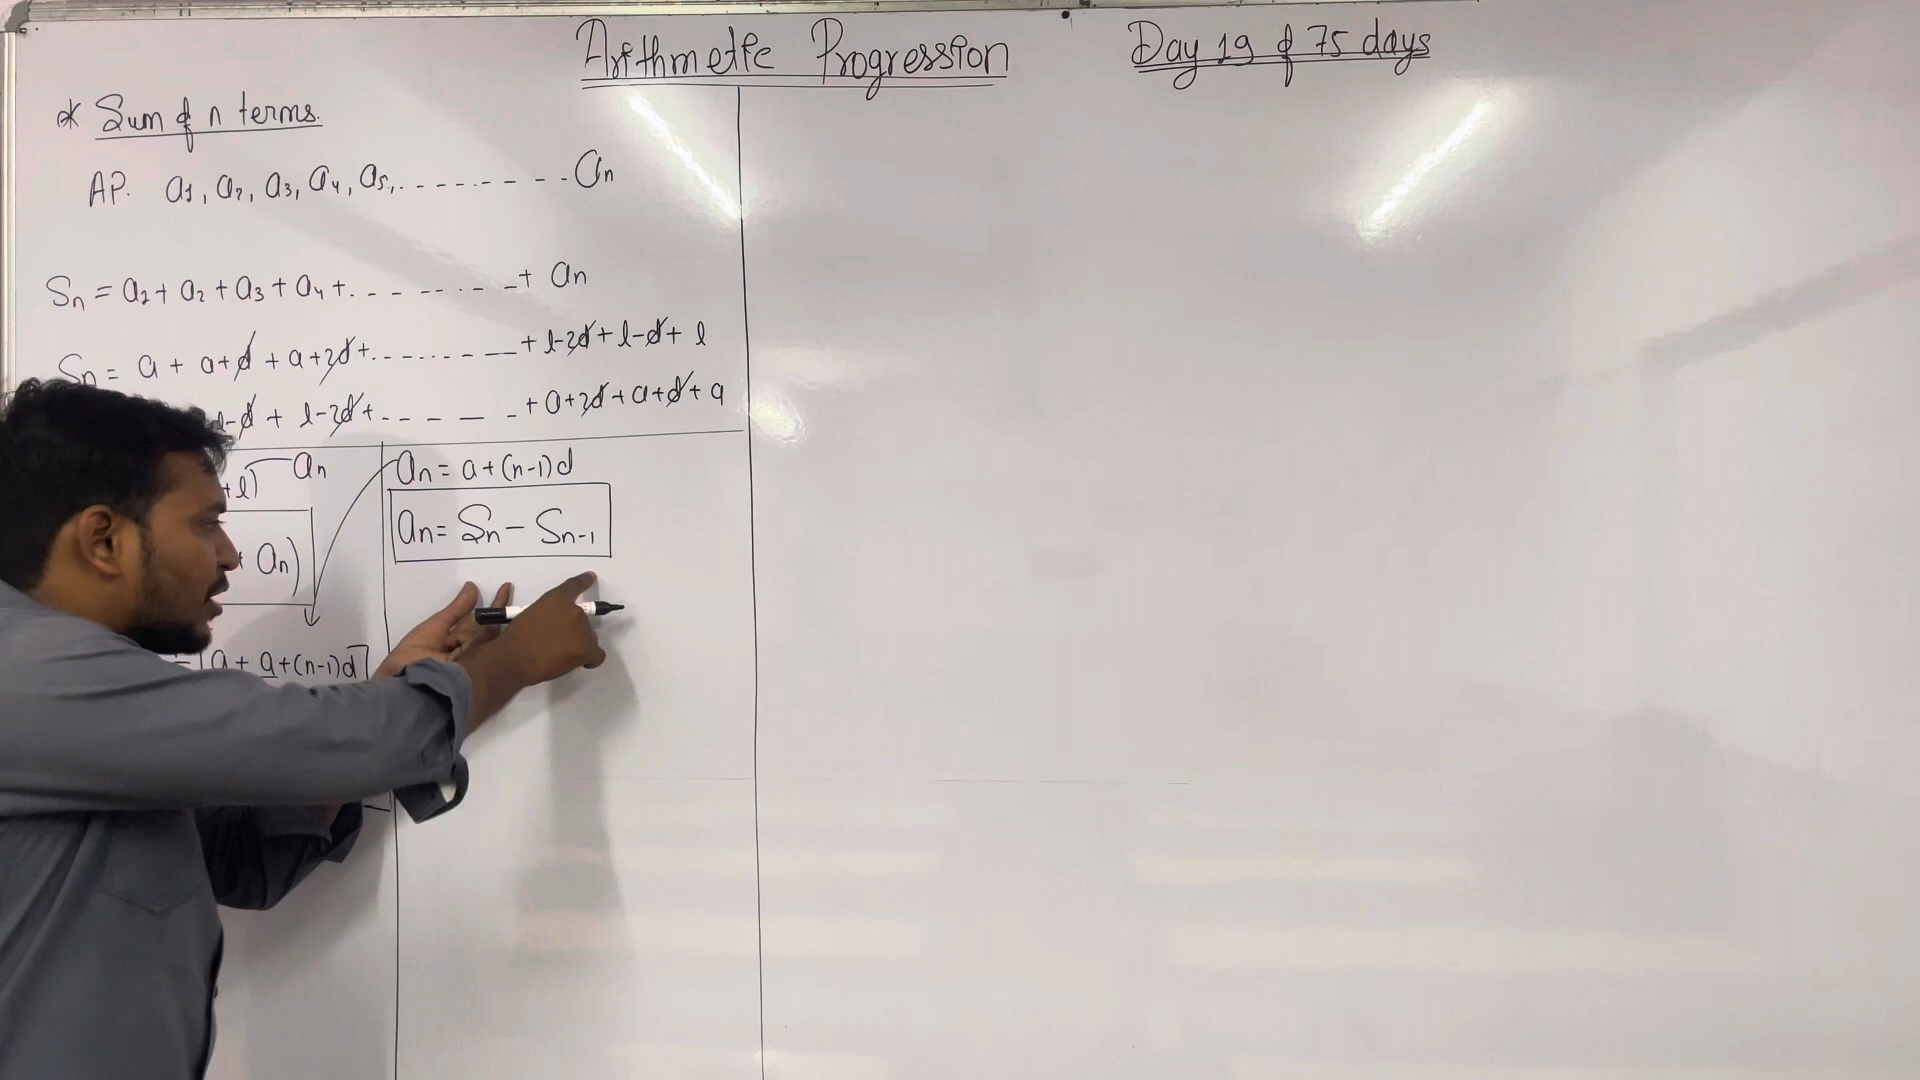 Arithmetic Progression
Day 19 of 75 days
* Sum of n terms.
AP. a1, a2, a3, a4, a5, . - - - - - - - - an
Sn = a1 + a2 + a3 + a4 + . - - - - - - - + an
Sn = a + a+d + a+2d + . - - - - - - - + l-2d + l-d + l
l-d + l-2d + . - - - - - + a+2d + a+d + a
+l) an
an)
a + a+(n-1)d]
an = a+(n-1)d
an = Sn - Sn-1